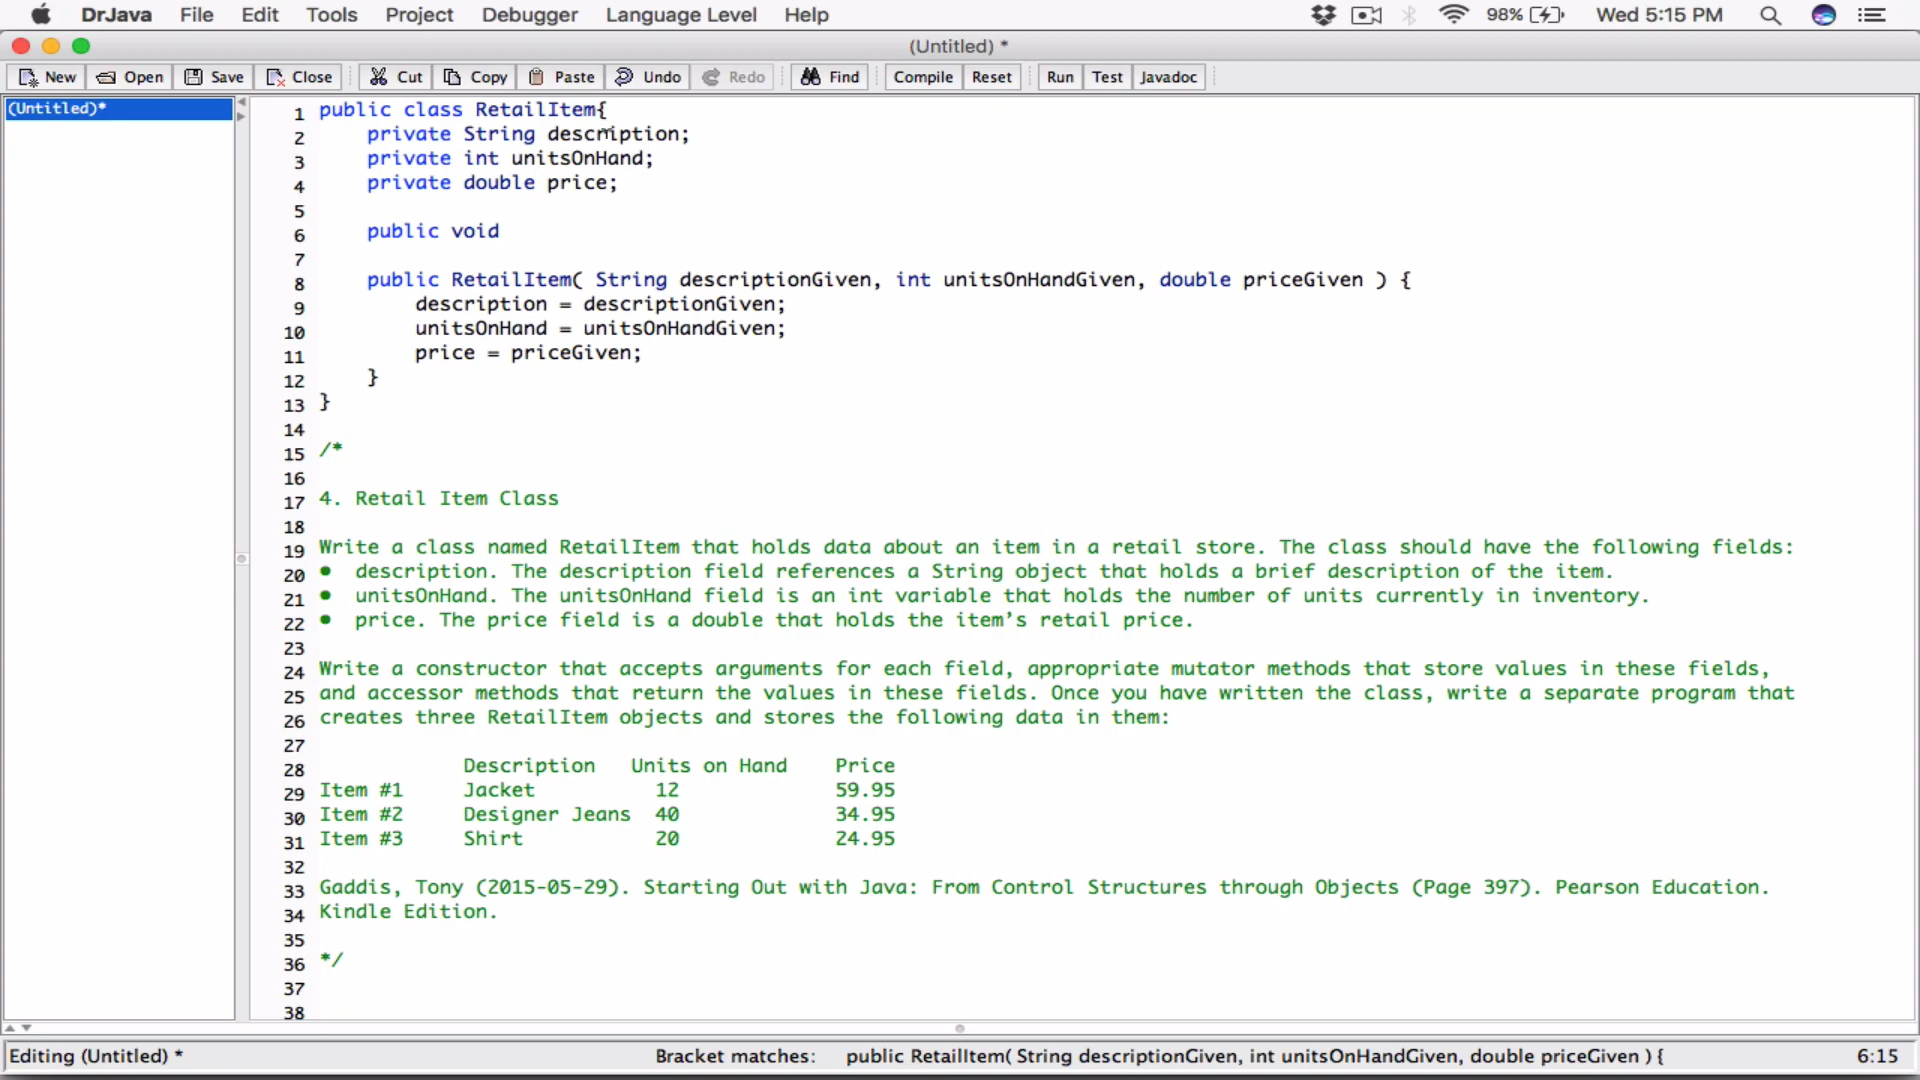 DrJava File Edit Tools Project Debugger Language Level Help 98% Wed 5:15 PM
(Untitled) *
New Open Save Close Cut Copy Paste Undo Redo Find Compile Reset Run Test Javadoc
(Untitled)*
1 public class RetailItem{
2 private String description;
3 private int unitsOnHand;
4 private double price;
5
6 public void
7
8 public RetailItem( String descriptionGiven, int unitsOnHandGiven, double priceGiven ) {
9 description = descriptionGiven;
10 unitsOnHand = unitsOnHandGiven;
11 price = priceGiven;
12 }
13 }
14
15 /*
16
17 4. Retail Item Class
18
19 Write a class named RetailItem that holds data about an item in a retail store. The class should have the following fields:
20 • description. The description field references a String object that holds a brief description of the item.
21 • unitsOnHand. The unitsOnHand field is an int variable that holds the number of units currently in inventory.
22 • price. The price field is a double that holds the item’s retail price.
23
24 Write a constructor that accepts arguments for each field, appropriate mutator methods that store values in these fields,
25 and accessor methods that return the values in these fields. Once you have written the class, write a separate program that
26 creates three RetailItem objects and stores the following data in them:
27
28 Description Units on Hand Price
29 Item #1 Jacket 12 59.95
30 Item #2 Designer Jeans 40 34.95
31 Item #3 Shirt 20 24.95
32
33 Gaddis, Tony (2015-05-29). Starting Out with Java: From Control Structures through Objects (Page 397). Pearson Education.
34 Kindle Edition.
35
36 */
37
38
Editing (Untitled) * Bracket matches: public RetailItem( String descriptionGiven, int unitsOnHandGiven, double priceGiven ) { 6:15